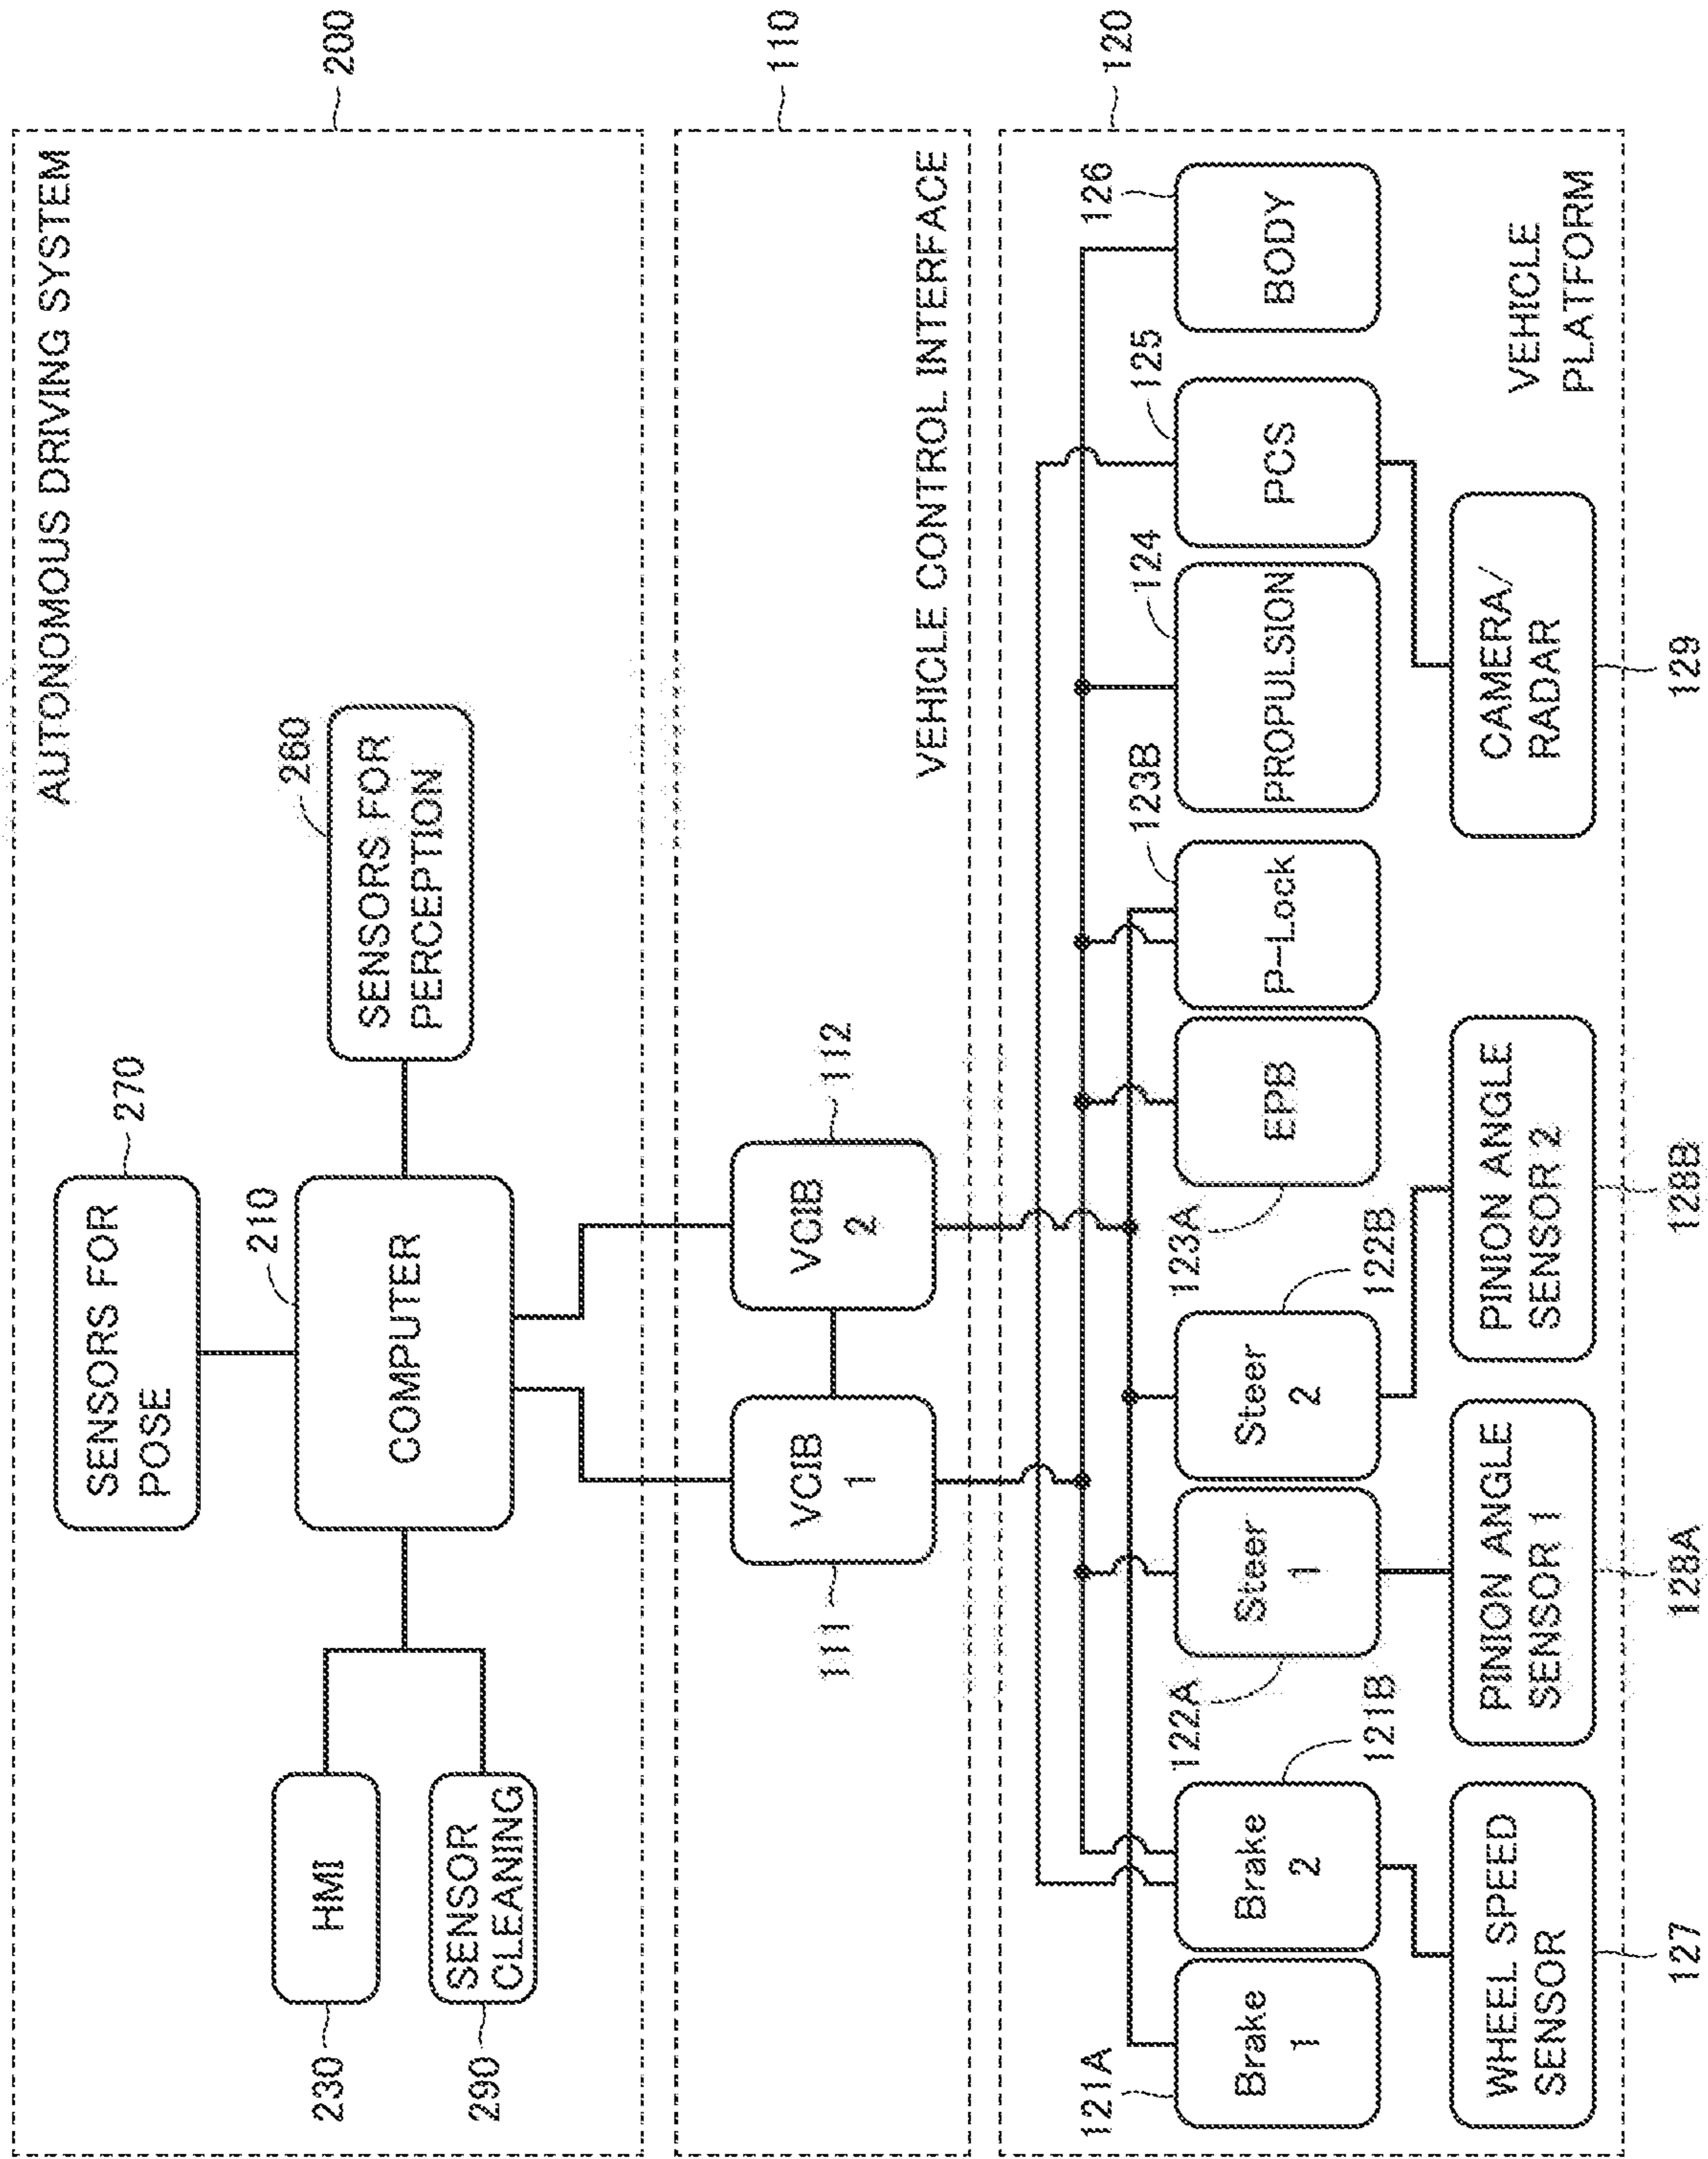 AUTONOMOUS DRIVING SYSTEM
200
SENSORS FOR
POSE
270
210
COMPUTER
260
SENSORS FOR
PERCEPTION
HMI
230
SENSOR
CLEANING
290
110
VEHICLE CONTROL INTERFACE
VCIB
1
111
VCIB
2
112
120
VEHICLE
PLATFORM
121A
Brake
1
Brake
2
121B
122A
Steer
1
Steer
2
122B
123A
EPB
P-Lock
123B
PROPULSION
124
PCS
125
BODY
126
WHEEL SPEED
SENSOR
127
PINION ANGLE
SENSOR 1
128A
PINION ANGLE
SENSOR 2
128B
CAMERA/
RADAR
129